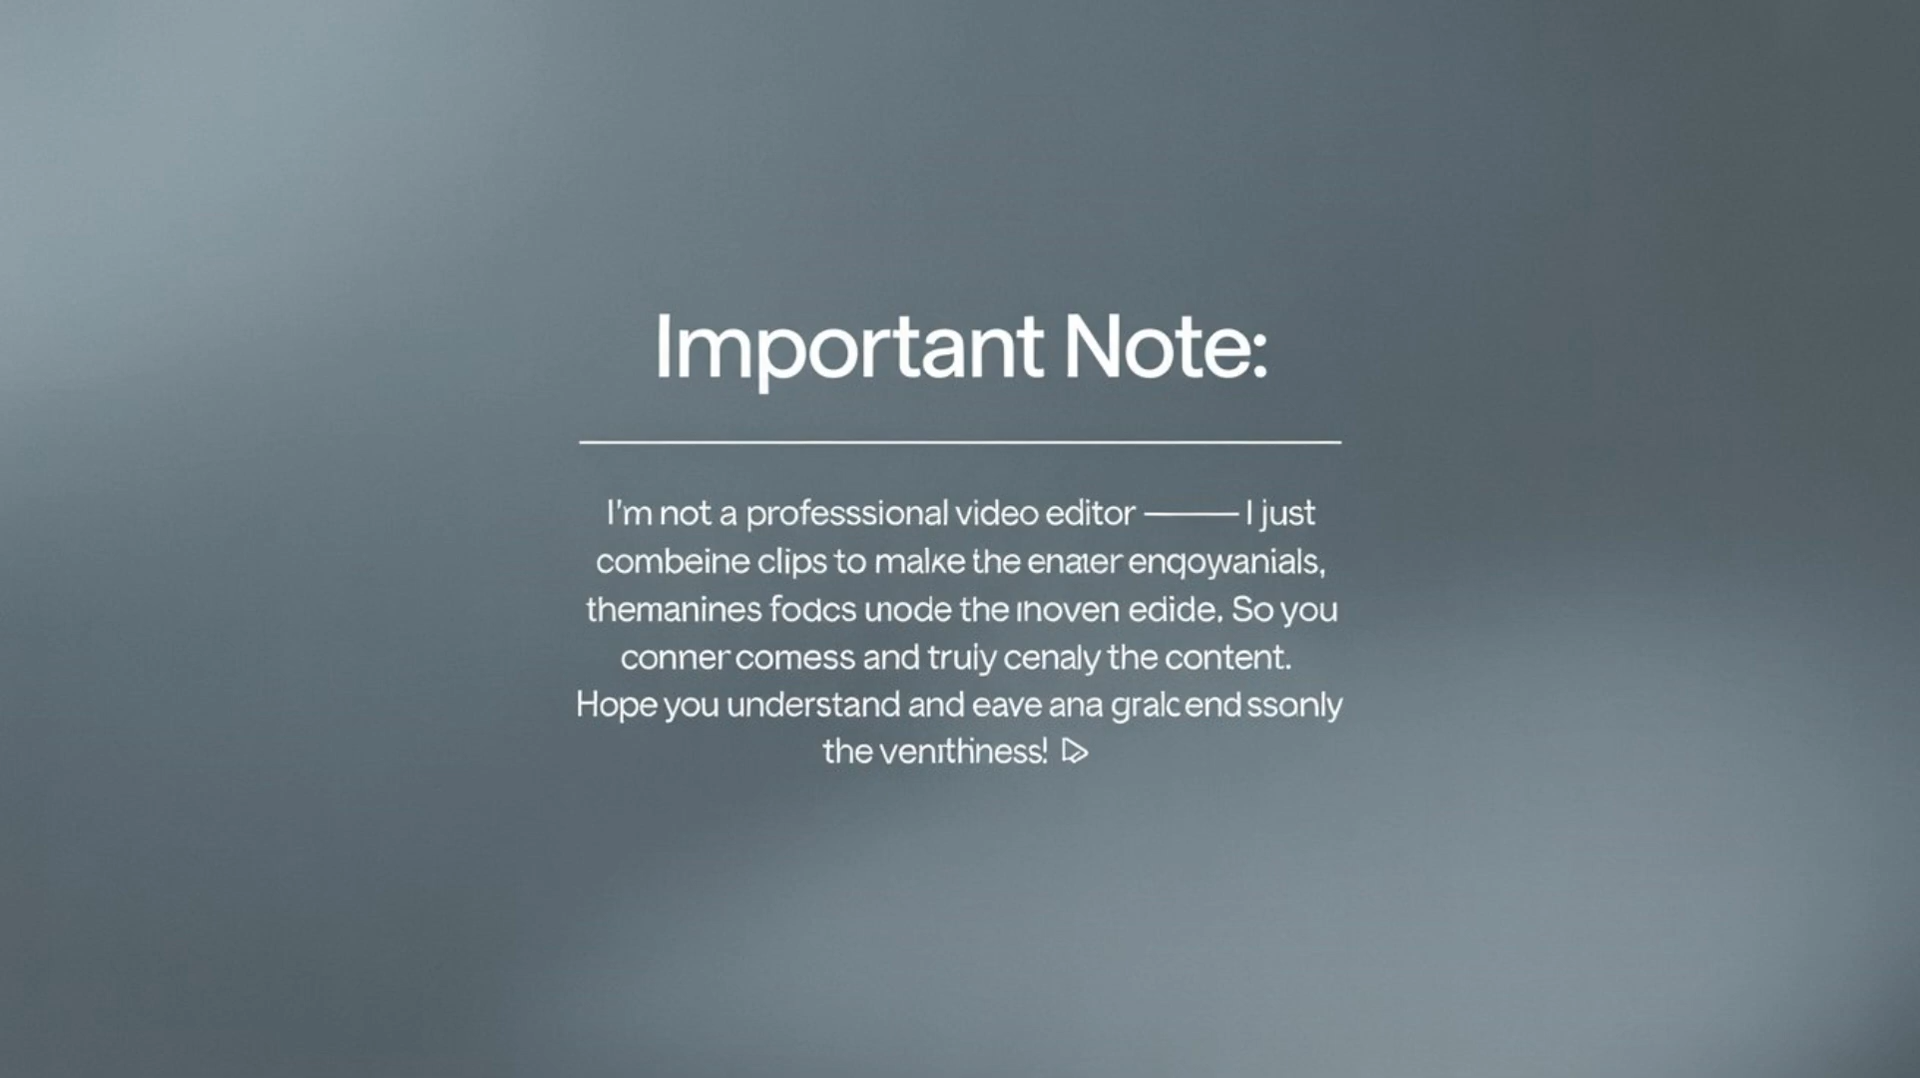 Important Note:
I'm not a professsional video editor —— I just
combeine clips to malke the enater enqowanials,
themanines fodcs unode the inoven edide. So you
conner comess and truiy cenaly the content.
Hope you understand and eave ana gralc end ssonly
the venithiness!